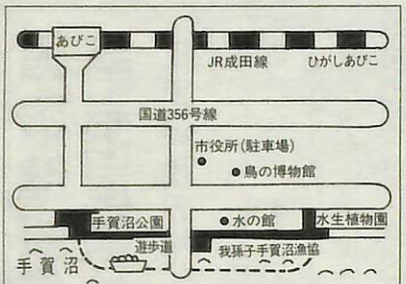 あびこ
JR成田線
ひがしあびこ
国道356号線
市役所(駐車場)
鳥の博物館
手賀沼公園
水の館
水生植物園
遊歩道
我孫子手賀沼漁協
手賀沼